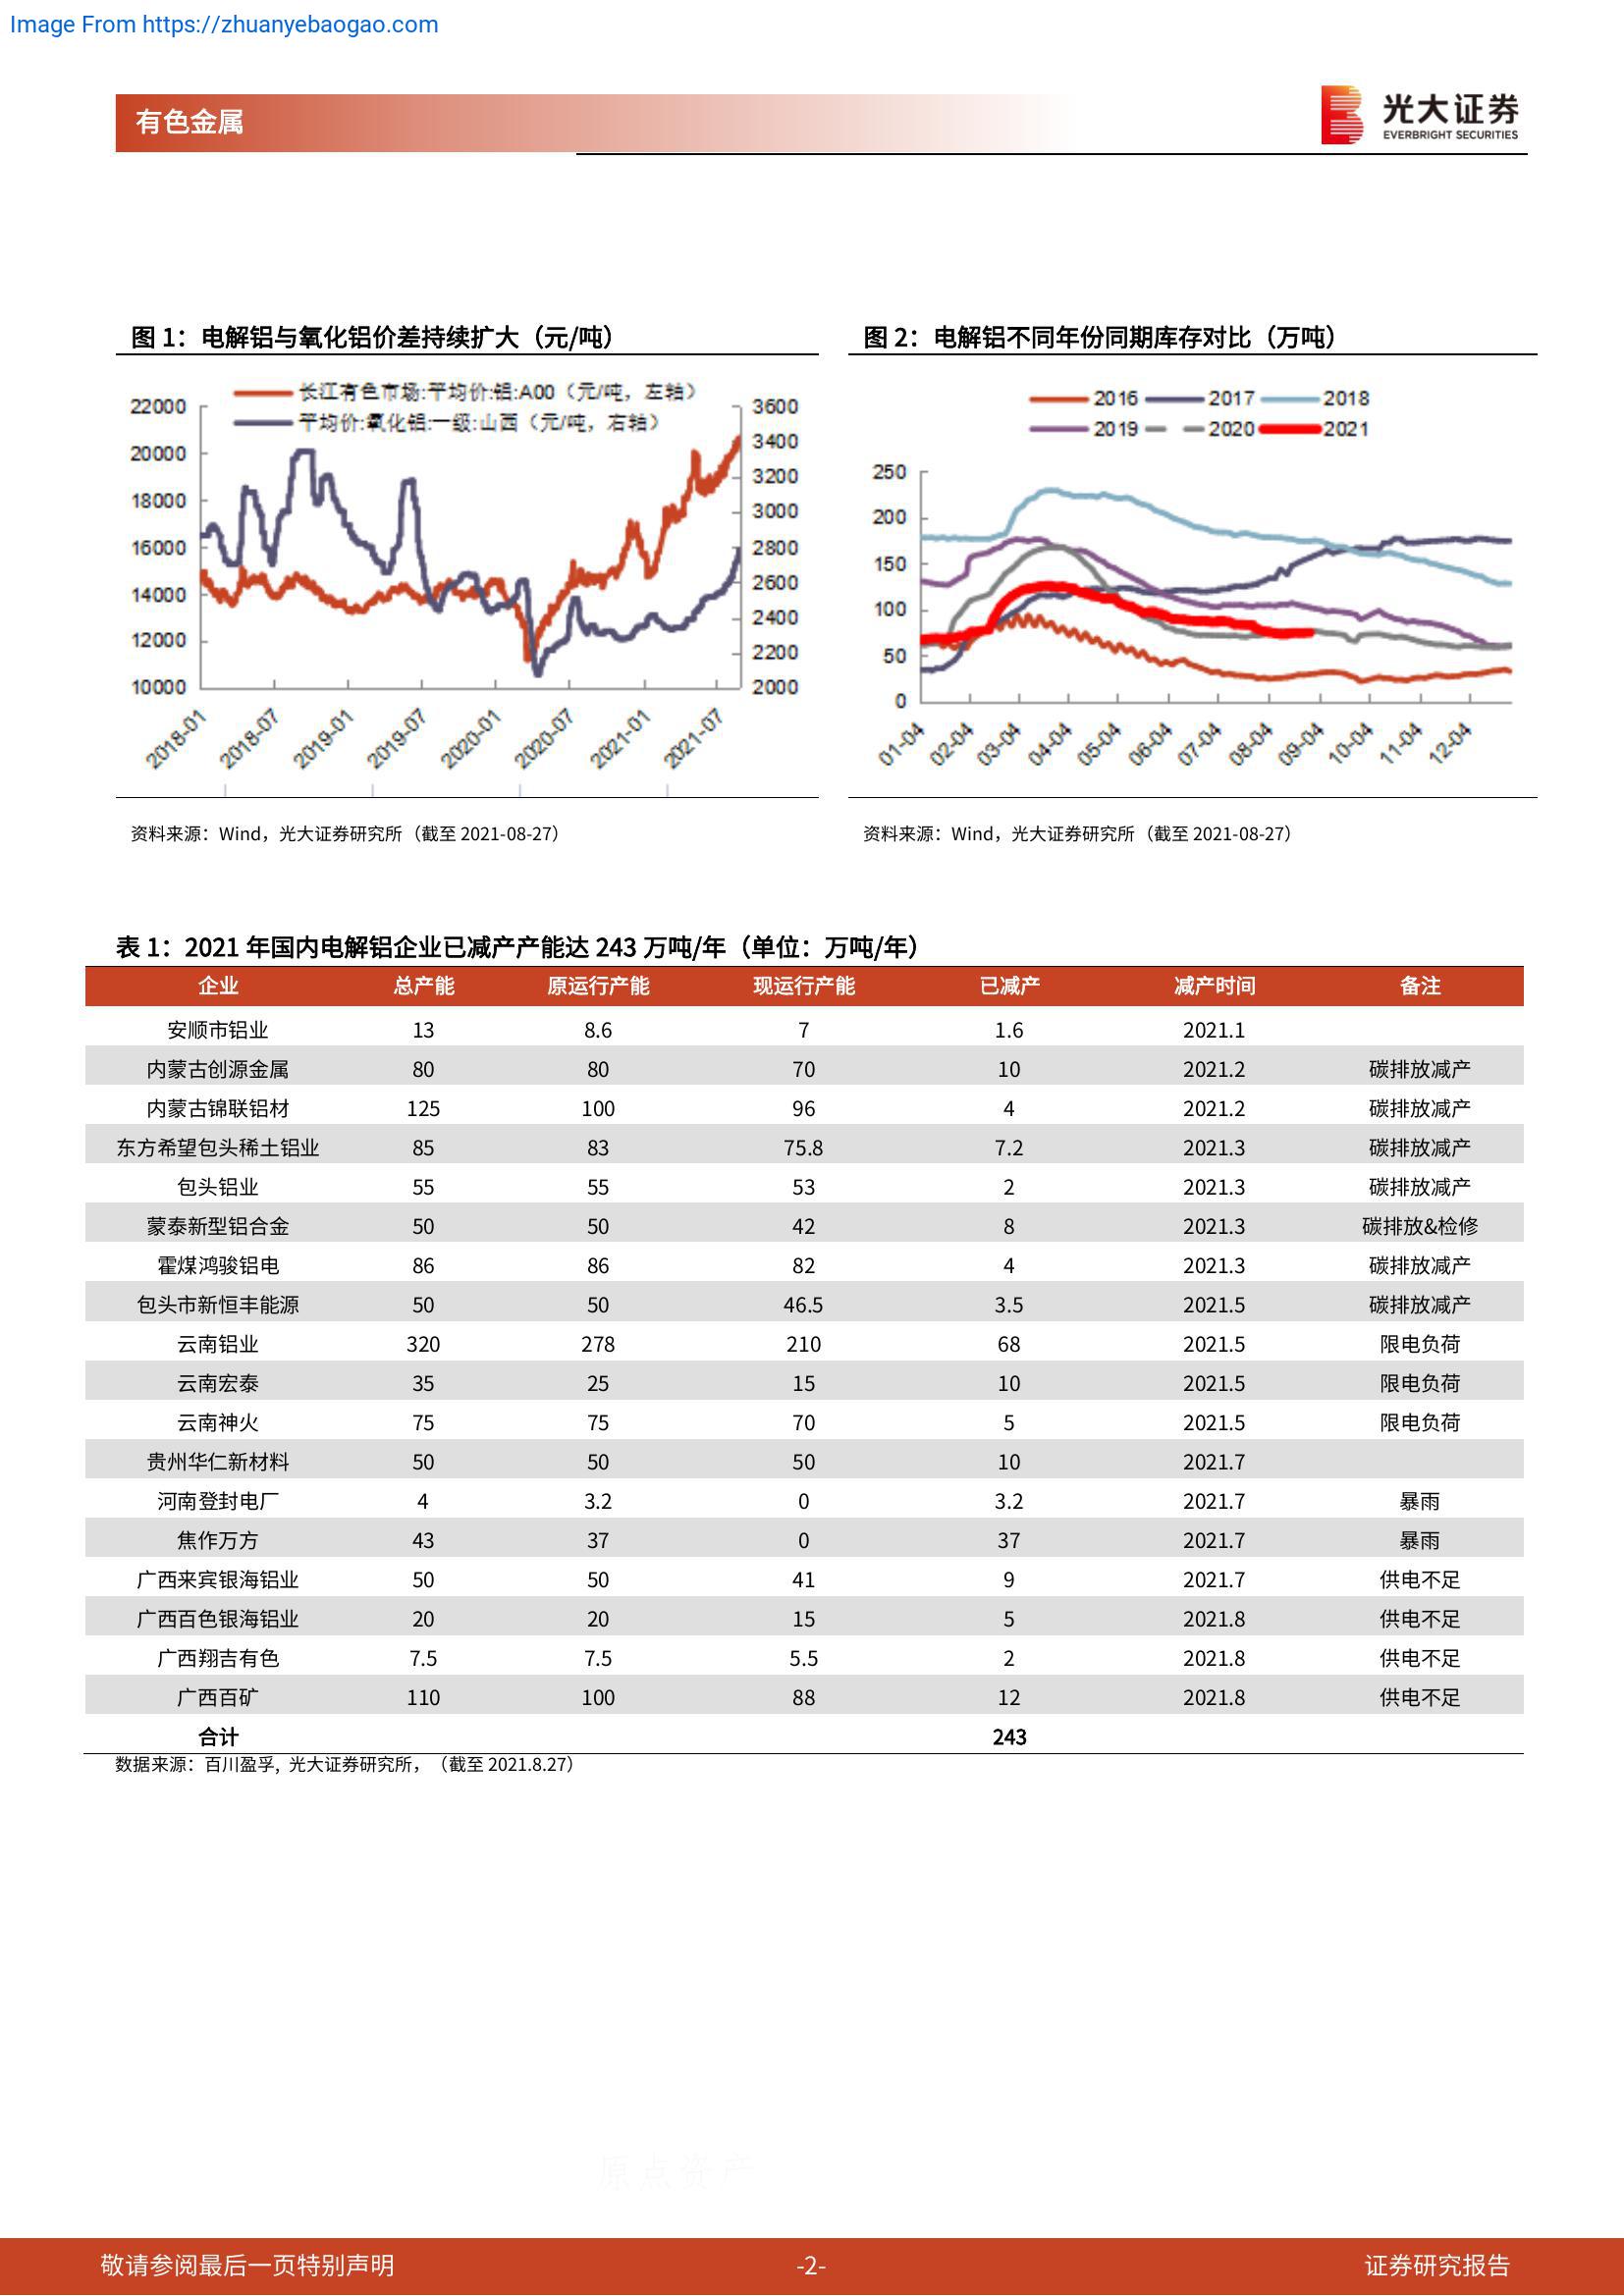 Image From https://zhuanyebaogao.com
有色金属
光大证券
EVERBRIGHT SECURITIES
图 1：电解铝与氧化铝价差持续扩大（元/吨）
长江有色市场:平均价:铝:A00（元/吨，左轴）
平均价:氧化铝:一级:山西（元/吨，右轴）
22000
20000
18000
16000
14000
12000
10000
3600
3400
3200
3000
2800
2600
2400
2200
2000
2018-01 2018-07 2019-01 2019-07 2020-01 2020-07 2021-01 2021-07
资料来源：Wind，光大证券研究所（截至 2021-08-27）
图 2：电解铝不同年份同期库存对比（万吨）
2016 2017 2018
2019 2020 2021
250
200
150
100
50
0
01-04 02-04 03-04 04-04 05-04 06-04 07-04 08-04 09-04 10-04 11-04 12-04
资料来源：Wind，光大证券研究所（截至 2021-08-27）
表 1：2021 年国内电解铝企业已减产产能达 243 万吨/年（单位：万吨/年）
企业 总产能 原运行产能 现运行产能 已减产 减产时间 备注
安顺市铝业 13 8.6 7 1.6 2021.1
内蒙古创源金属 80 80 70 10 2021.2 碳排放减产
内蒙古锦联铝材 125 100 96 4 2021.2 碳排放减产
东方希望包头稀土铝业 85 83 75.8 7.2 2021.3 碳排放减产
包头铝业 55 55 53 2 2021.3 碳排放减产
蒙泰新型铝合金 50 50 42 8 2021.3 碳排放&检修
霍煤鸿骏铝电 86 86 82 4 2021.3 碳排放减产
包头市新恒丰能源 50 50 46.5 3.5 2021.5 碳排放减产
云南铝业 320 278 210 68 2021.5 限电负荷
云南宏泰 35 25 15 10 2021.5 限电负荷
云南神火 75 75 70 5 2021.5 限电负荷
贵州华仁新材料 50 50 50 10 2021.7
河南登封电厂 4 3.2 0 3.2 2021.7 暴雨
焦作万方 43 37 0 37 2021.7 暴雨
广西来宾银海铝业 50 50 41 9 2021.7 供电不足
广西百色银海铝业 20 20 15 5 2021.8 供电不足
广西翔吉有色 7.5 7.5 5.5 2 2021.8 供电不足
广西百矿 110 100 88 12 2021.8 供电不足
合计 243
数据来源：百川盈孚, 光大证券研究所，（截至 2021.8.27）
原点资产
敬请参阅最后一页特别声明 -2- 证券研究报告